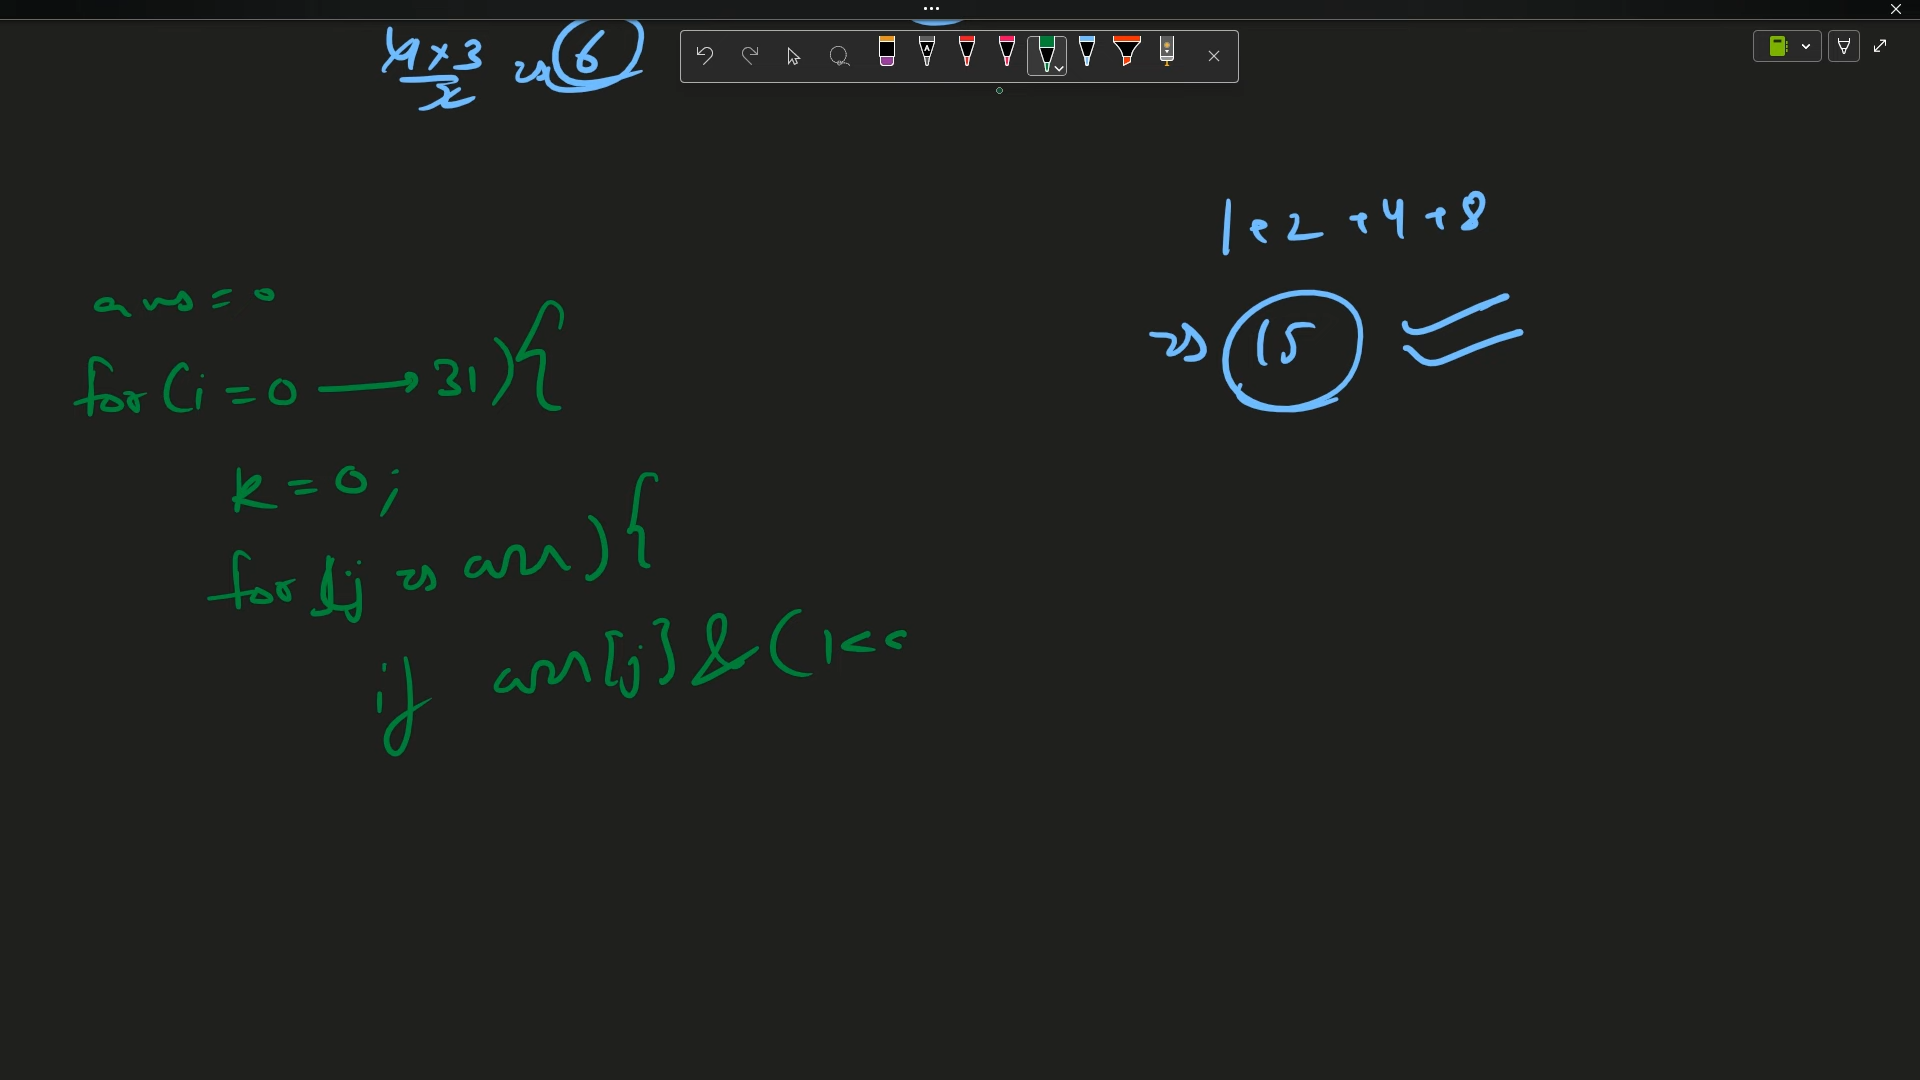 4×3 => 6
2
1+2+4+8
=> 15
ans=0
for(i=0 → 31){
k=0;
for(j => arr){
if arr[j]&(1<<